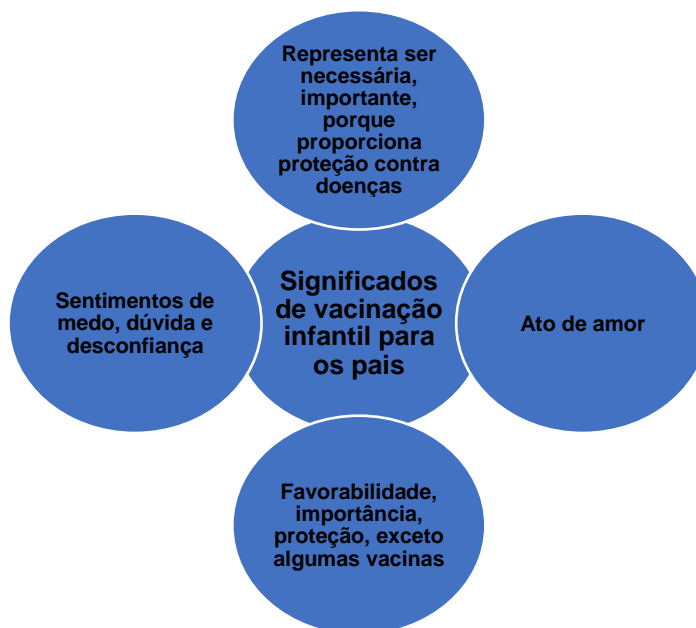 Representa ser
necessária,
importante,
porque
proporciona
proteção contra
doenças
Sentimentos de
medo, dúvida e
desconfiança
Significados
de vacinação
infantil para
os pais
Ato de amor
Favorabilidade,
importância,
proteção, exceto
algumas vacinas